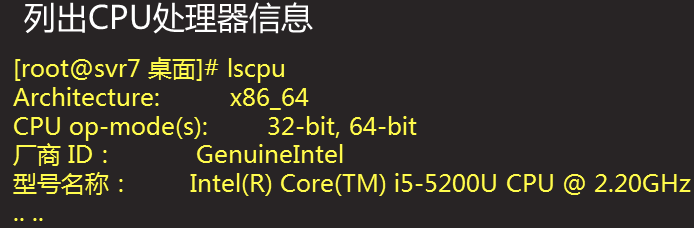 列出CPU处理器信息
[root@svr7 桌面]# lscpu
Architecture: x86_64
CPU op-mode(s): 32-bit, 64-bit
厂商 ID： GenuineIntel
型号名称： Intel(R) Core(TM) i5-5200U CPU @ 2.20GHz
.. ..